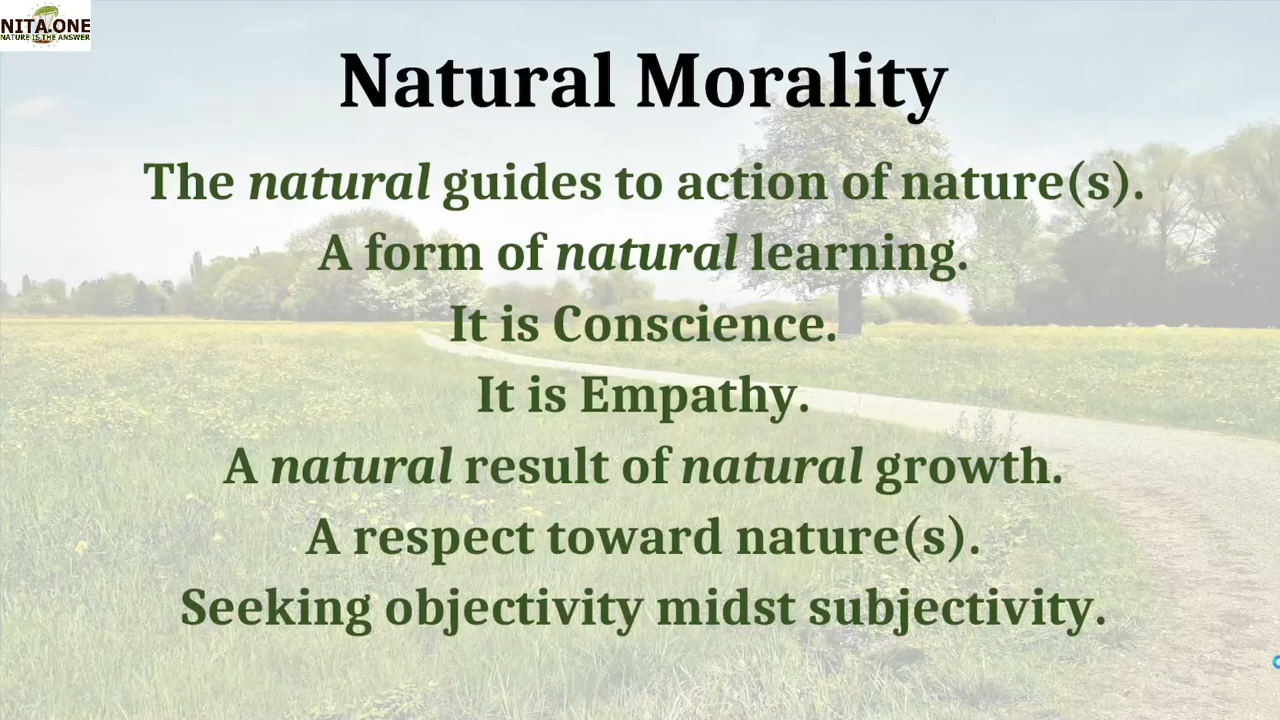 NITA.ONE
NATURE IS THE ANSWER
Natural Morality
The natural guides to action of nature(s).
A form of natural learning.
It is Conscience.
It is Empathy.
A natural result of natural growth.
A respect toward nature(s).
Seeking objectivity midst subjectivity.